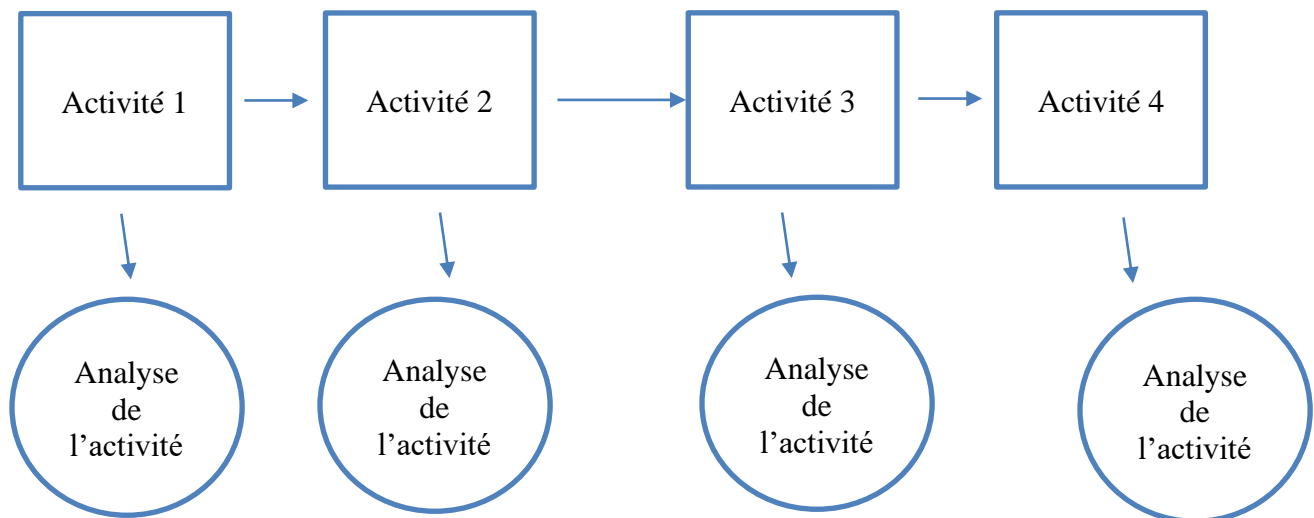 Activité 1
Activité 2
Activité 3
Activité 4
Analyse
de
l’activité
Analyse
de
l’activité
Analyse
de
l’activité
Analyse
de
l’activité